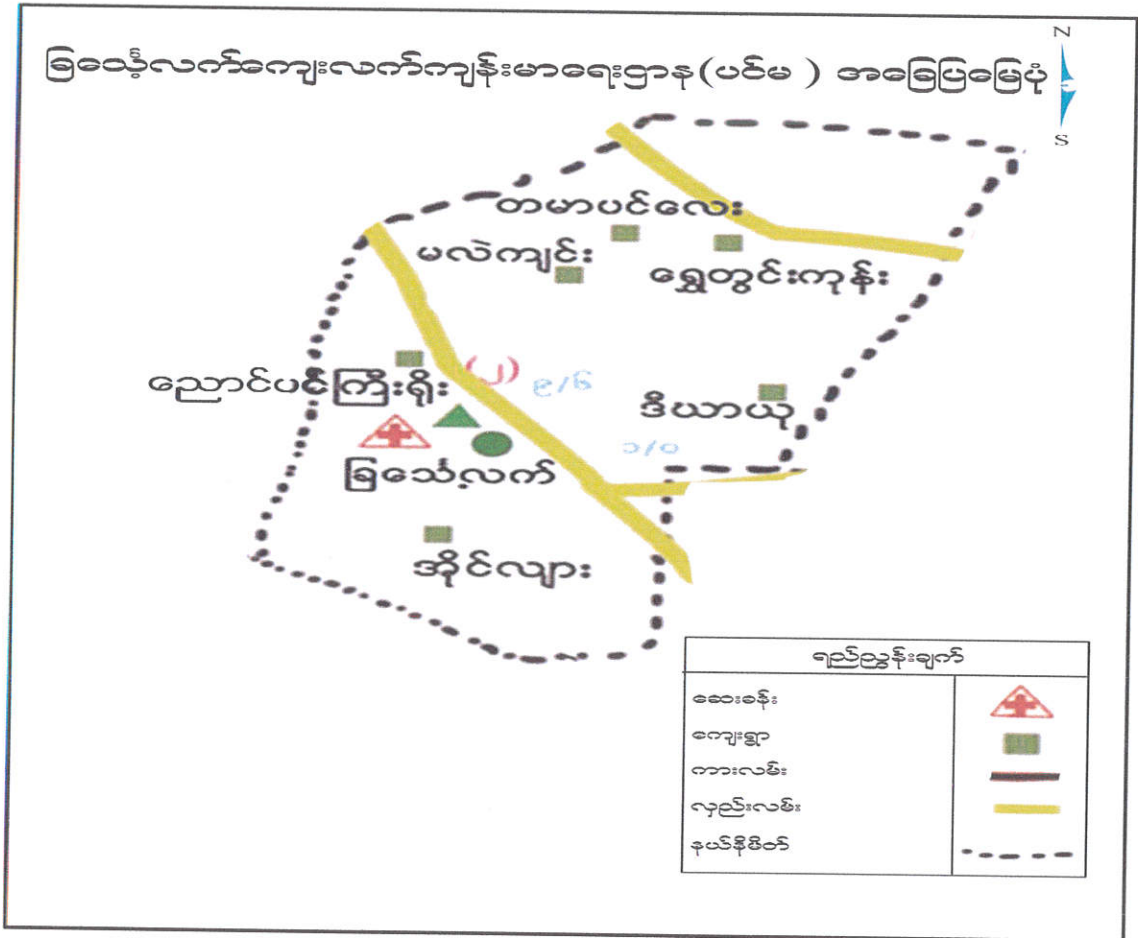 ခြသေ့်လက်ကျေးလက်ကျန်းမာရေးဌာန(ပင်မ ) အခြေပြမြေပုံ
N
S
တမာပင်လေး
မလဲကျင်း
ရွှေတွင်းကုန်း
ညောင်ပင်ကြီးရိုး
(၂)
၉/၆
ဒီဃာယု
၁/၀
ခြသေ့်လက်
အိုင်လျား
ရည်ညွှန်းချက်
ဆေးခန်း
ကျေးရွာ
ကားလမ်း
လှည်းလမ်း
နယ်နိမိတ်